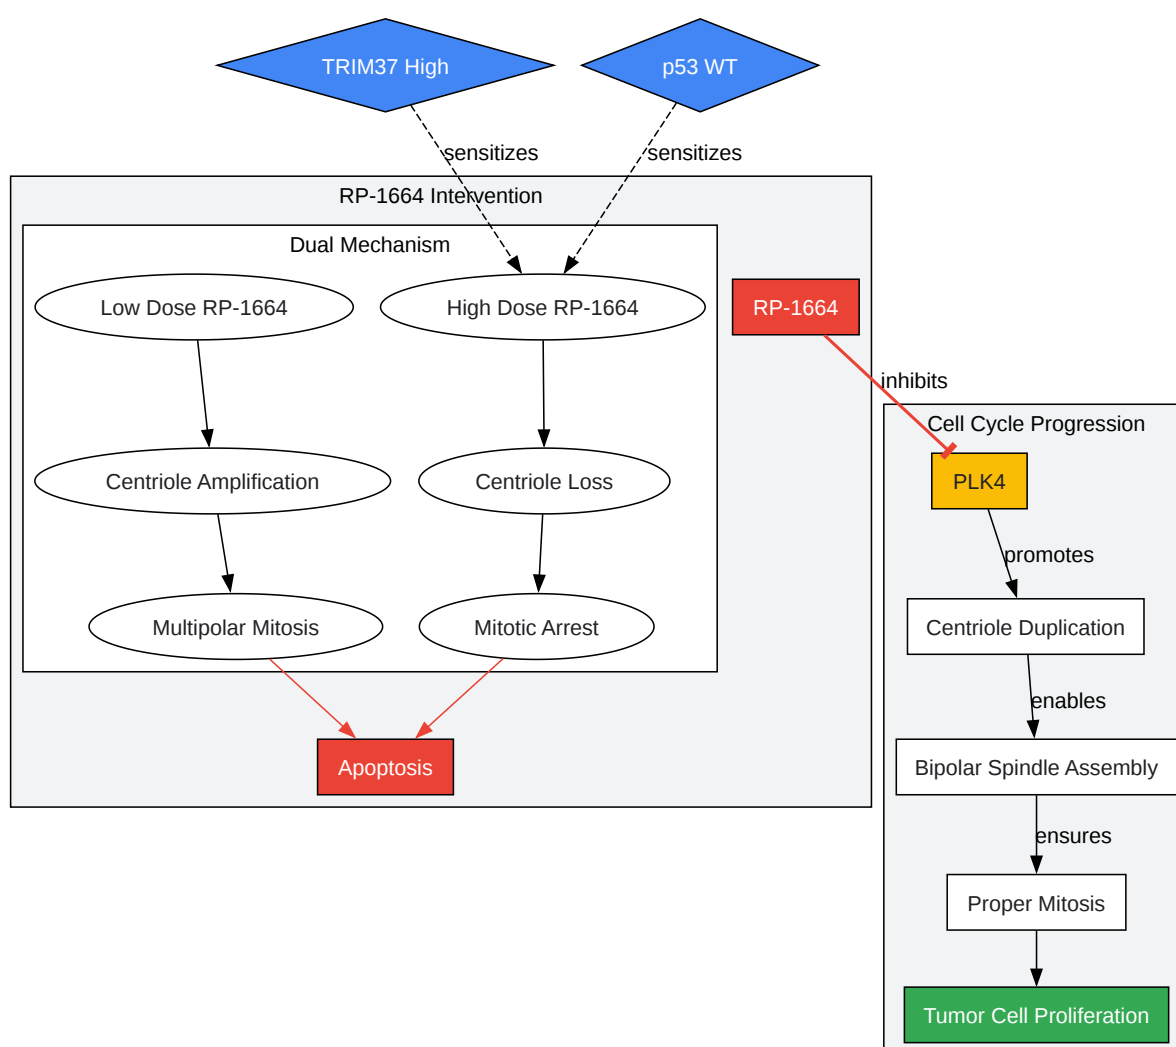 TRIM37 High
p53 WT
sensitizes
sensitizes
RP-1664 Intervention
Dual Mechanism
Low Dose RP-1664
High Dose RP-1664
RP-1664
inhibits
Cell Cycle Progression
Centriole Amplification
Centriole Loss
PLK4
promotes
Multipolar Mitosis
Mitotic Arrest
Centriole Duplication
enables
Apoptosis
Bipolar Spindle Assembly
ensures
Proper Mitosis
Tumor Cell Proliferation